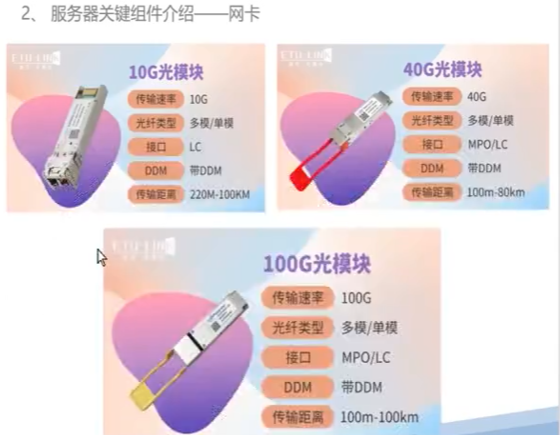 2、 服务器关键组件介绍——网卡
ETU-LINK
10G光模块
传输速率 10G
光纤类型 多模/单模
接口 LC
DDM 带DDM
传输距离 220M-100KM
ETU-LINK
40G光模块
传输速率 40G
光纤类型 多模/单模
接口 MPO/LC
DDM 带DDM
传输距离 100m-80km
ETU-LINK
100G光模块
传输速率 100G
光纤类型 多模/单模
接口 MPO/LC
DDM 带DDM
传输距离 100m-100km